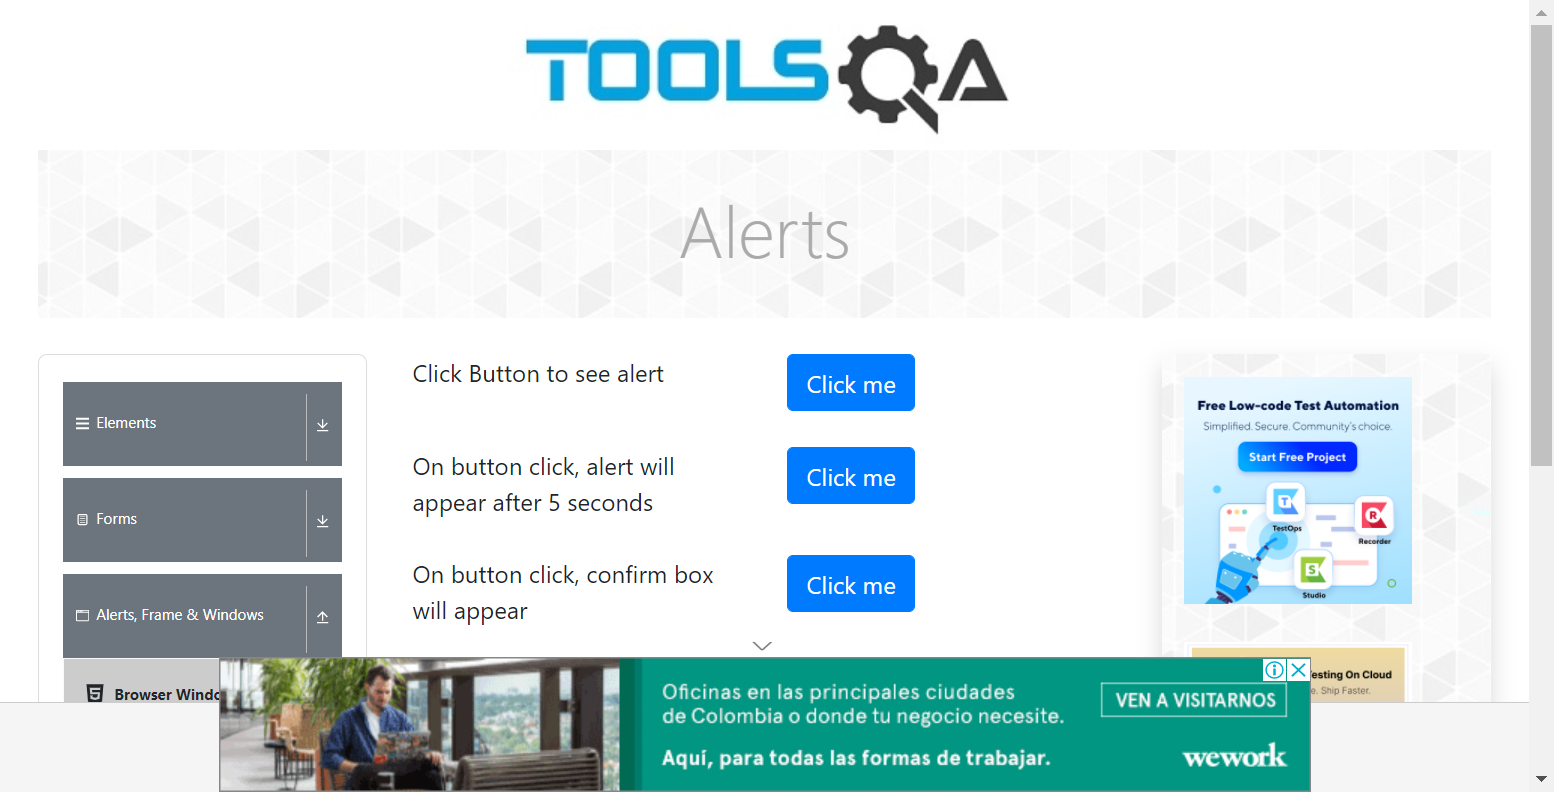 TOOLSQA
Alerts
Elements
Forms
Alerts, Frame & Windows
Browser Windo
Click Button to see alert
Click me
On button click, alert will
appear after 5 seconds
Click me
On button click, confirm box
will appear
Click me
Free Low-code Test Automation
Simplified. Secure. Community's choice.
Start Free Project
TestOps
Recorder
Studio
esting On Cloud
e. Ship Faster.
Oficinas en las principales ciudades
de Colombia o donde tu negocio necesite.
Aquí, para todas las formas de trabajar.
VEN A VISITARNOS
wework